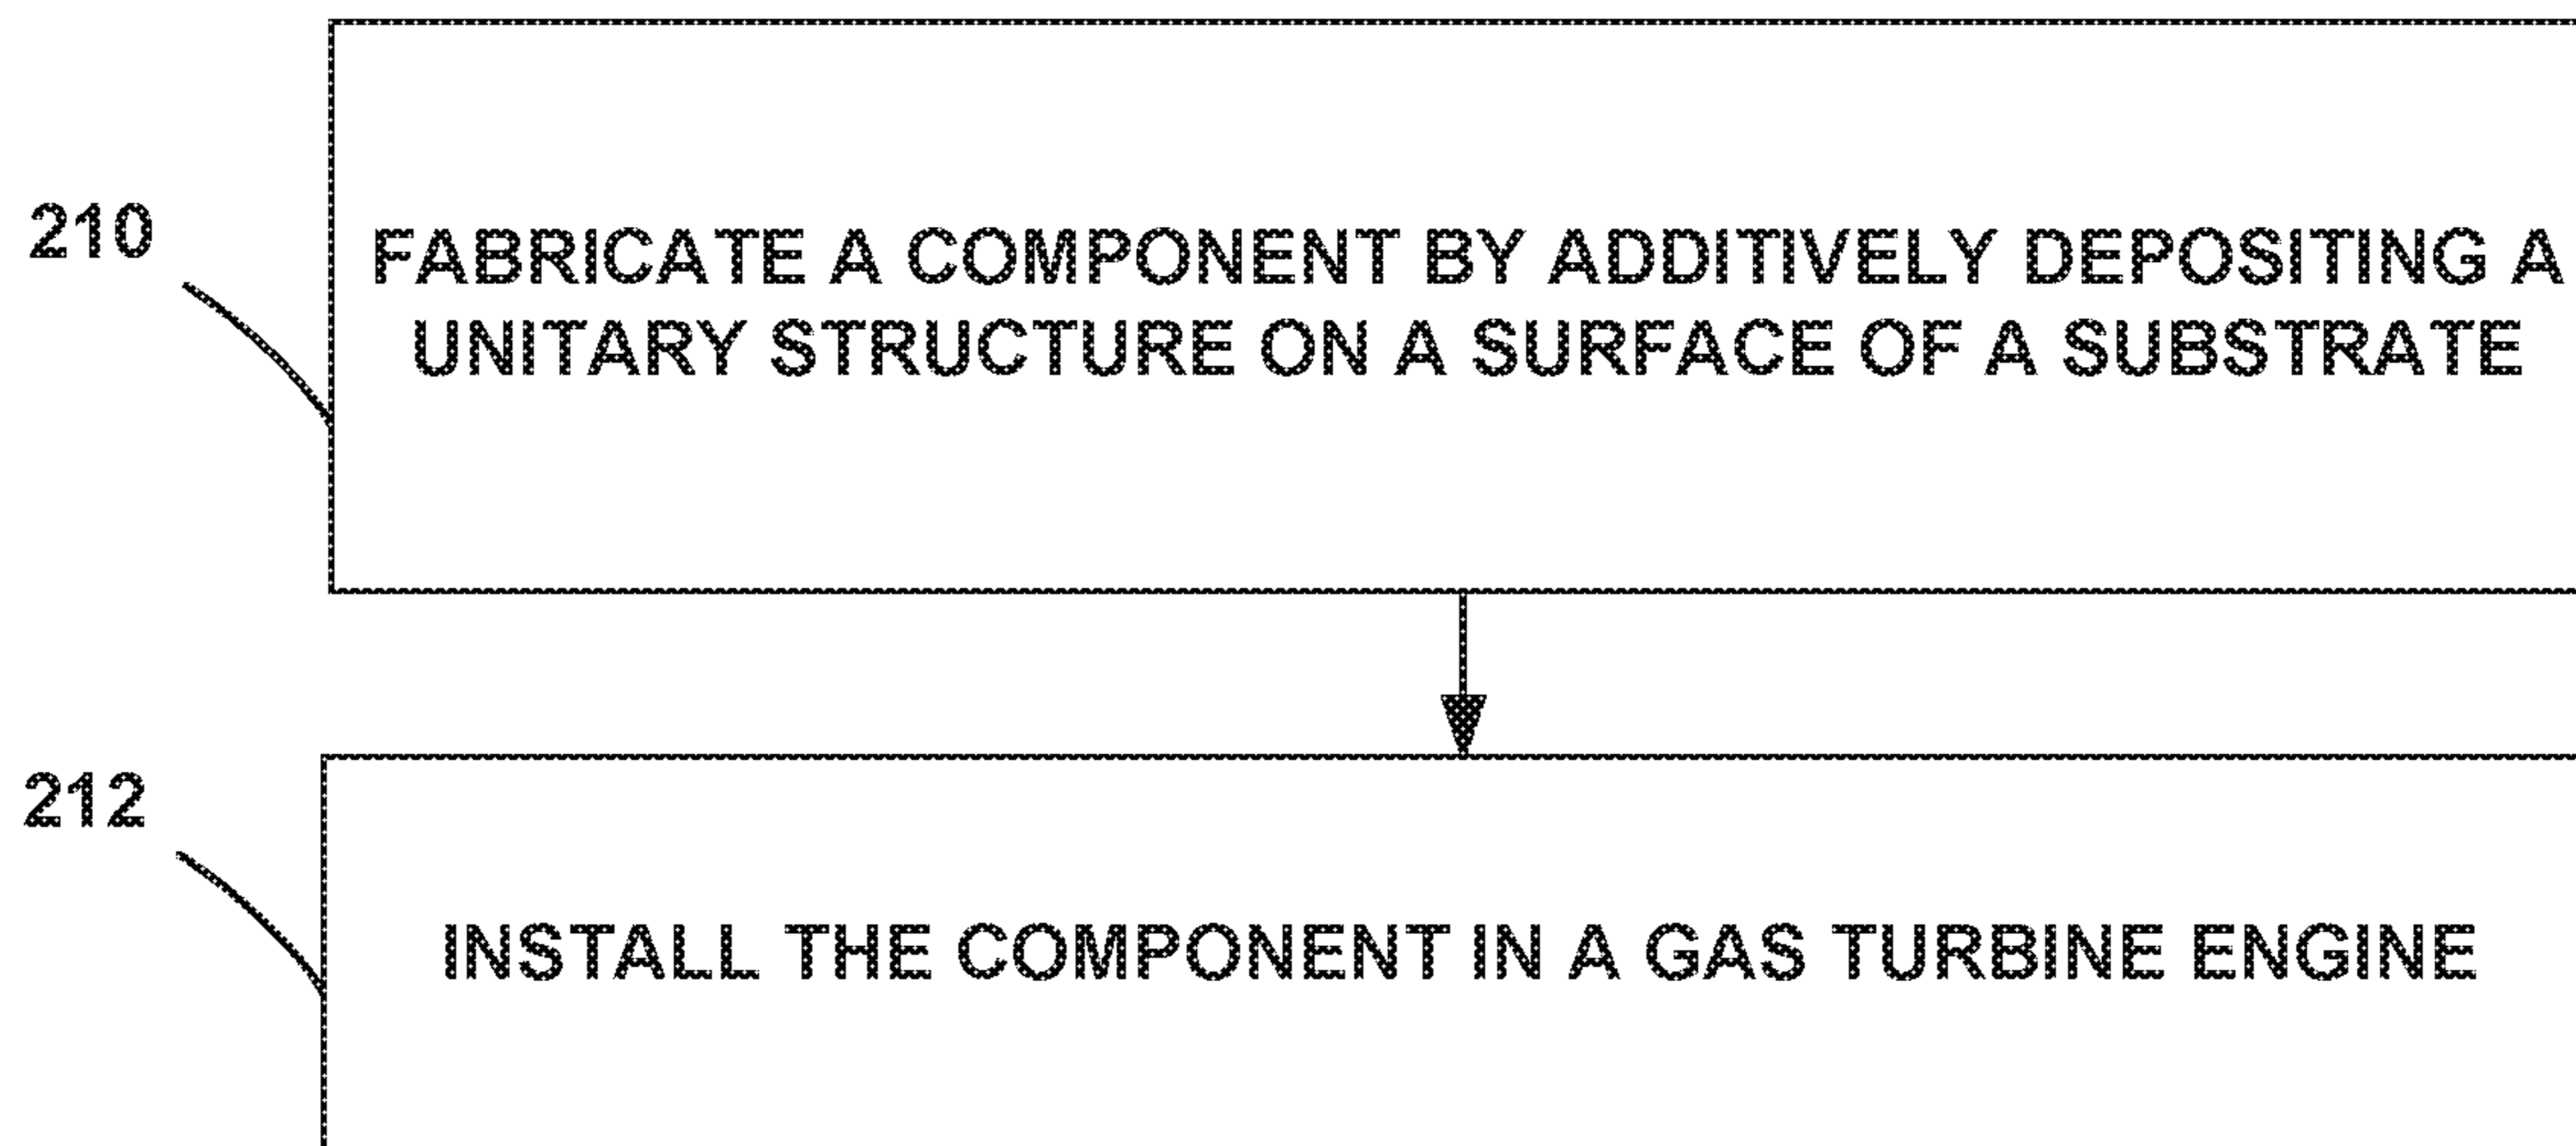 210
FABRICATE A COMPONENT BY ADDITIVELY DEPOSITING A
UNITARY STRUCTURE ON A SURFACE OF A SUBSTRATE
212
INSTALL THE COMPONENT IN A GAS TURBINE ENGINE